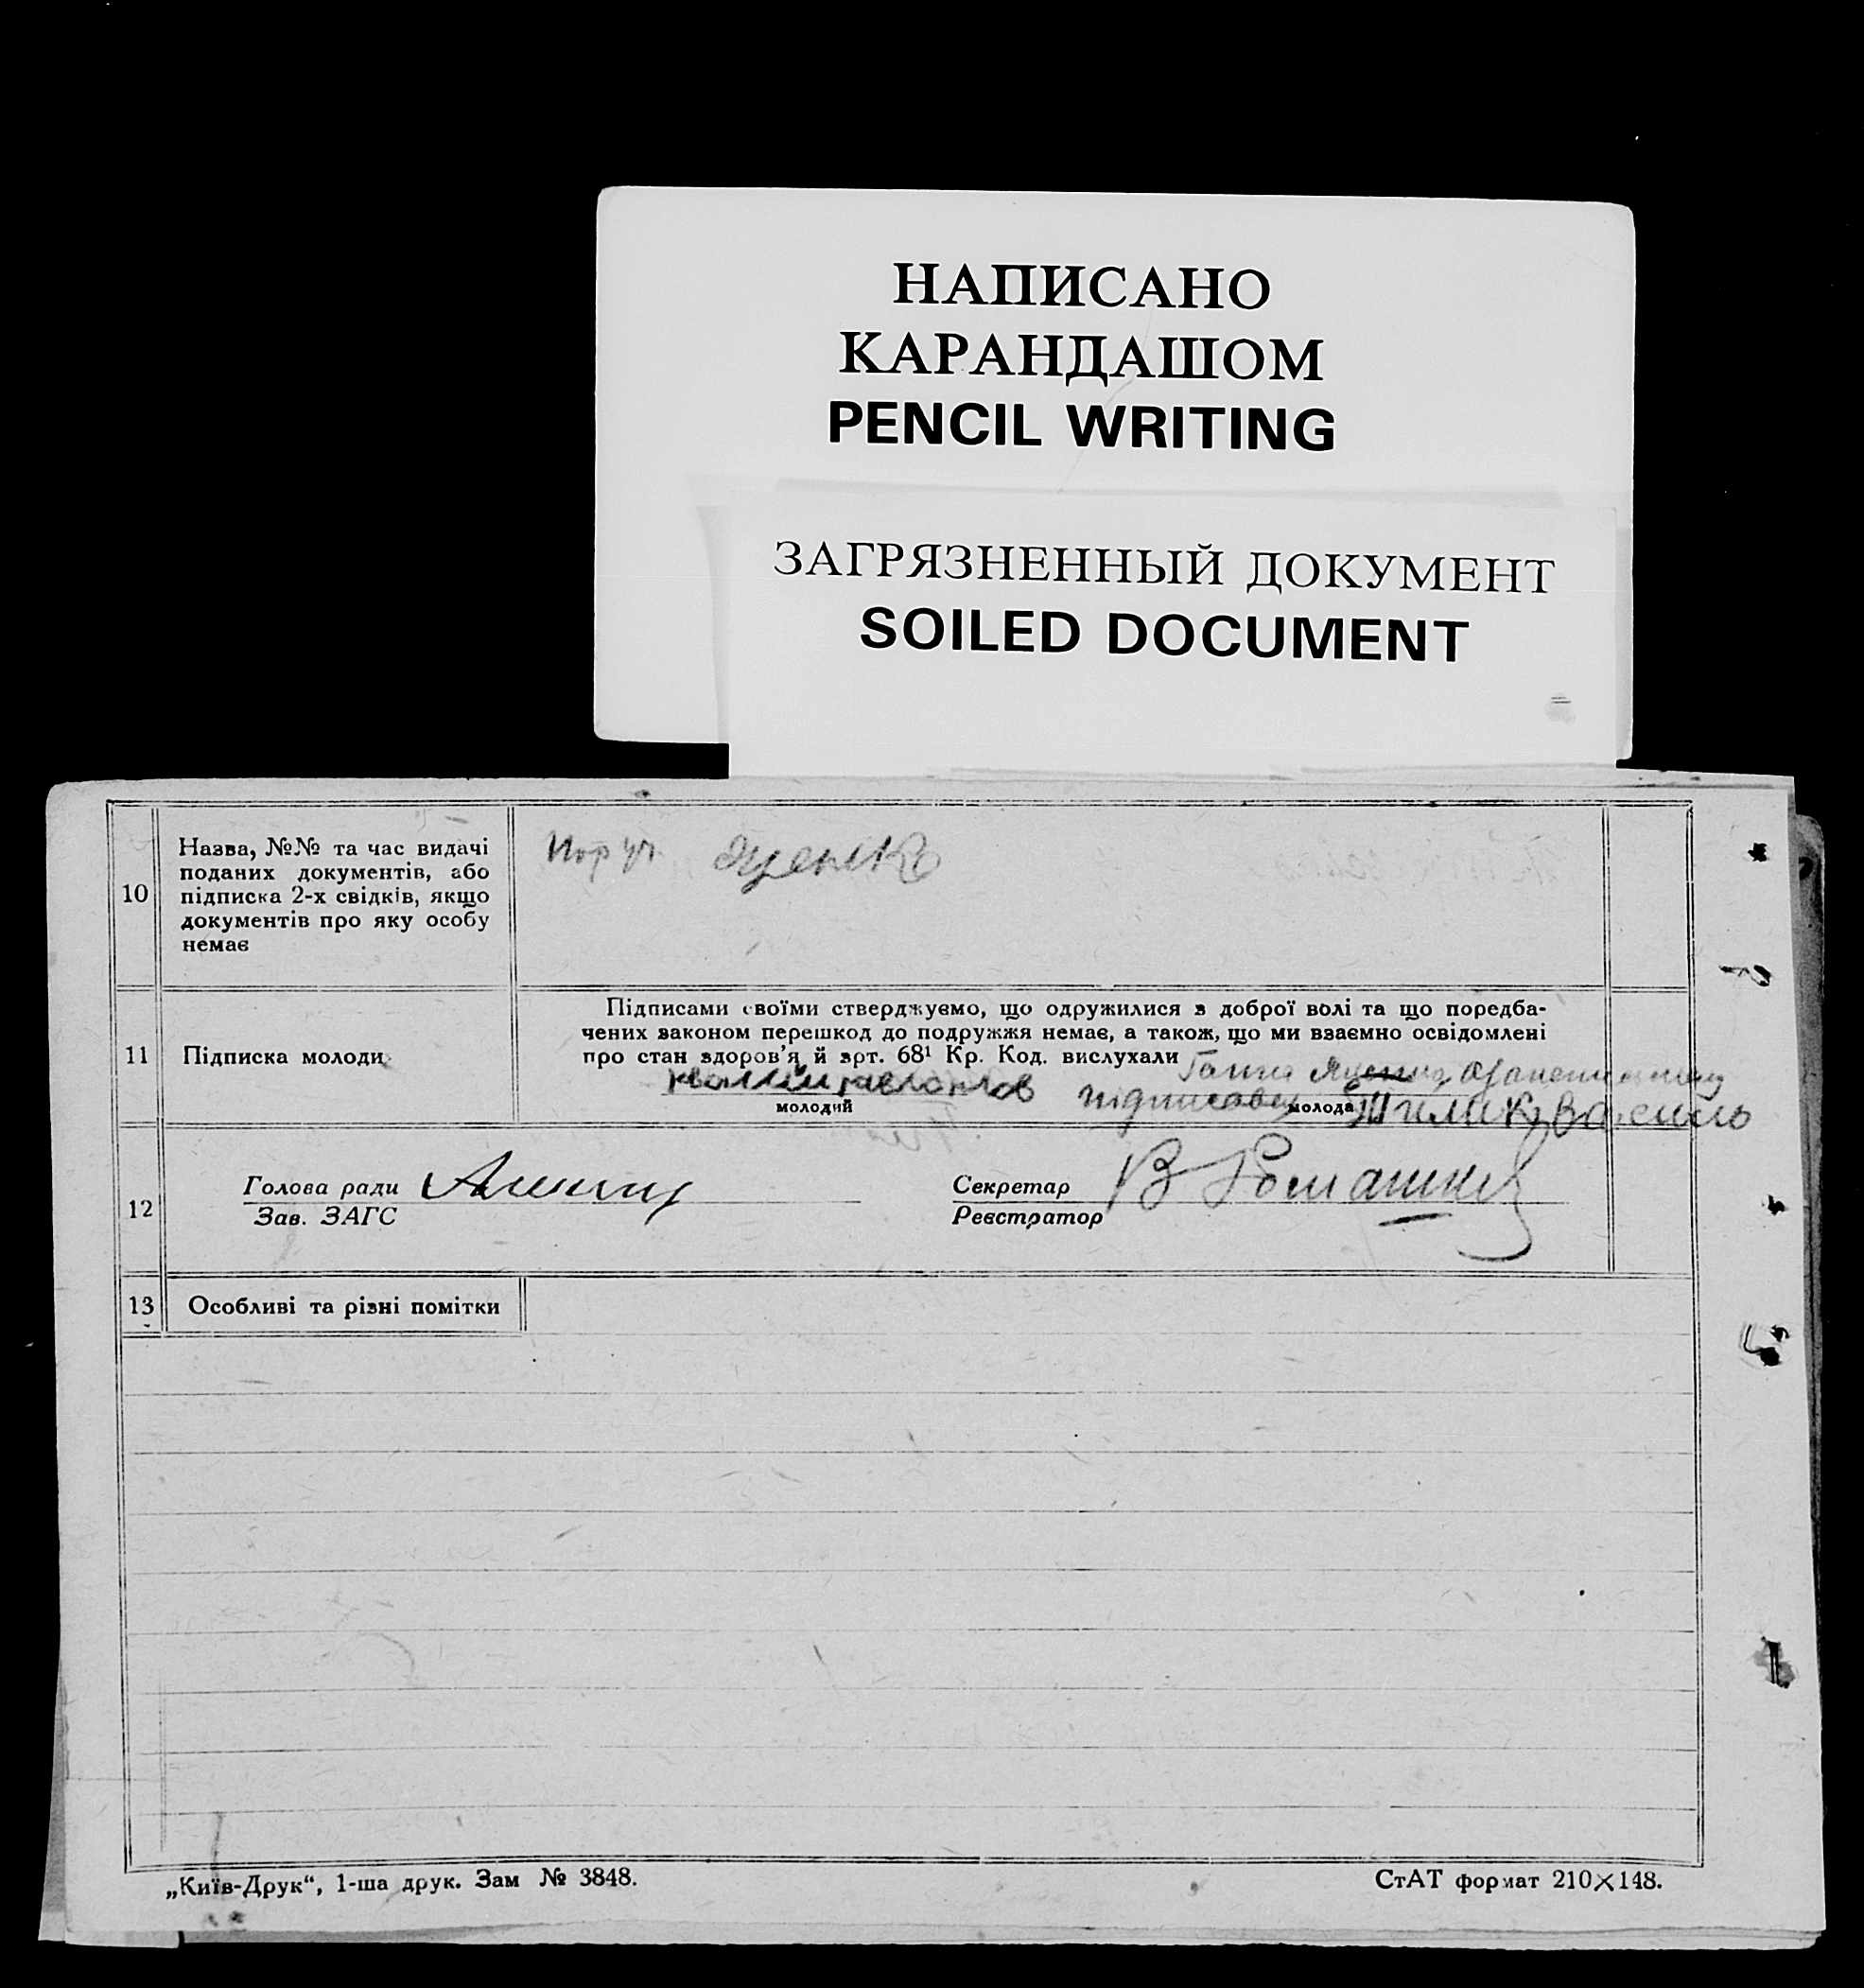 НАПИСАНО
КАРАНДАШОМ
PENCIL WRITING
ЗАГРЯЗНЕННЫЙ ДОКУМЕНТ
SOILED DOCUMENT
10
Назва, №№ та час видачі
поданих документів, або
підписка 2-х свідків, якщо
документів про яку особу
немає
11
Підписка молоди
Підписами своїми стверджуємо, що одружилися з доброї волі та що поредба-
чених законом перешкод до подружжя немає, а також, що ми взаємно освідомлені
про стан здоров'я й арт. 68¹ Кр. Код. вислухали
Ганна
молодий
молода
12
Голова ради
Зав. ЗАГС
Секретар
Реєстратор
13
Особливі та різні помітки
„Київ-Друк“, 1-ша друк. Зам № 3848.
СтАТ формат 210×148.